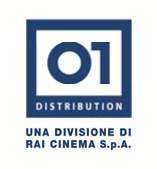 01
DISTRIBUTION
UNA DIVISIONE DI
RAI CINEMA S.p.A.